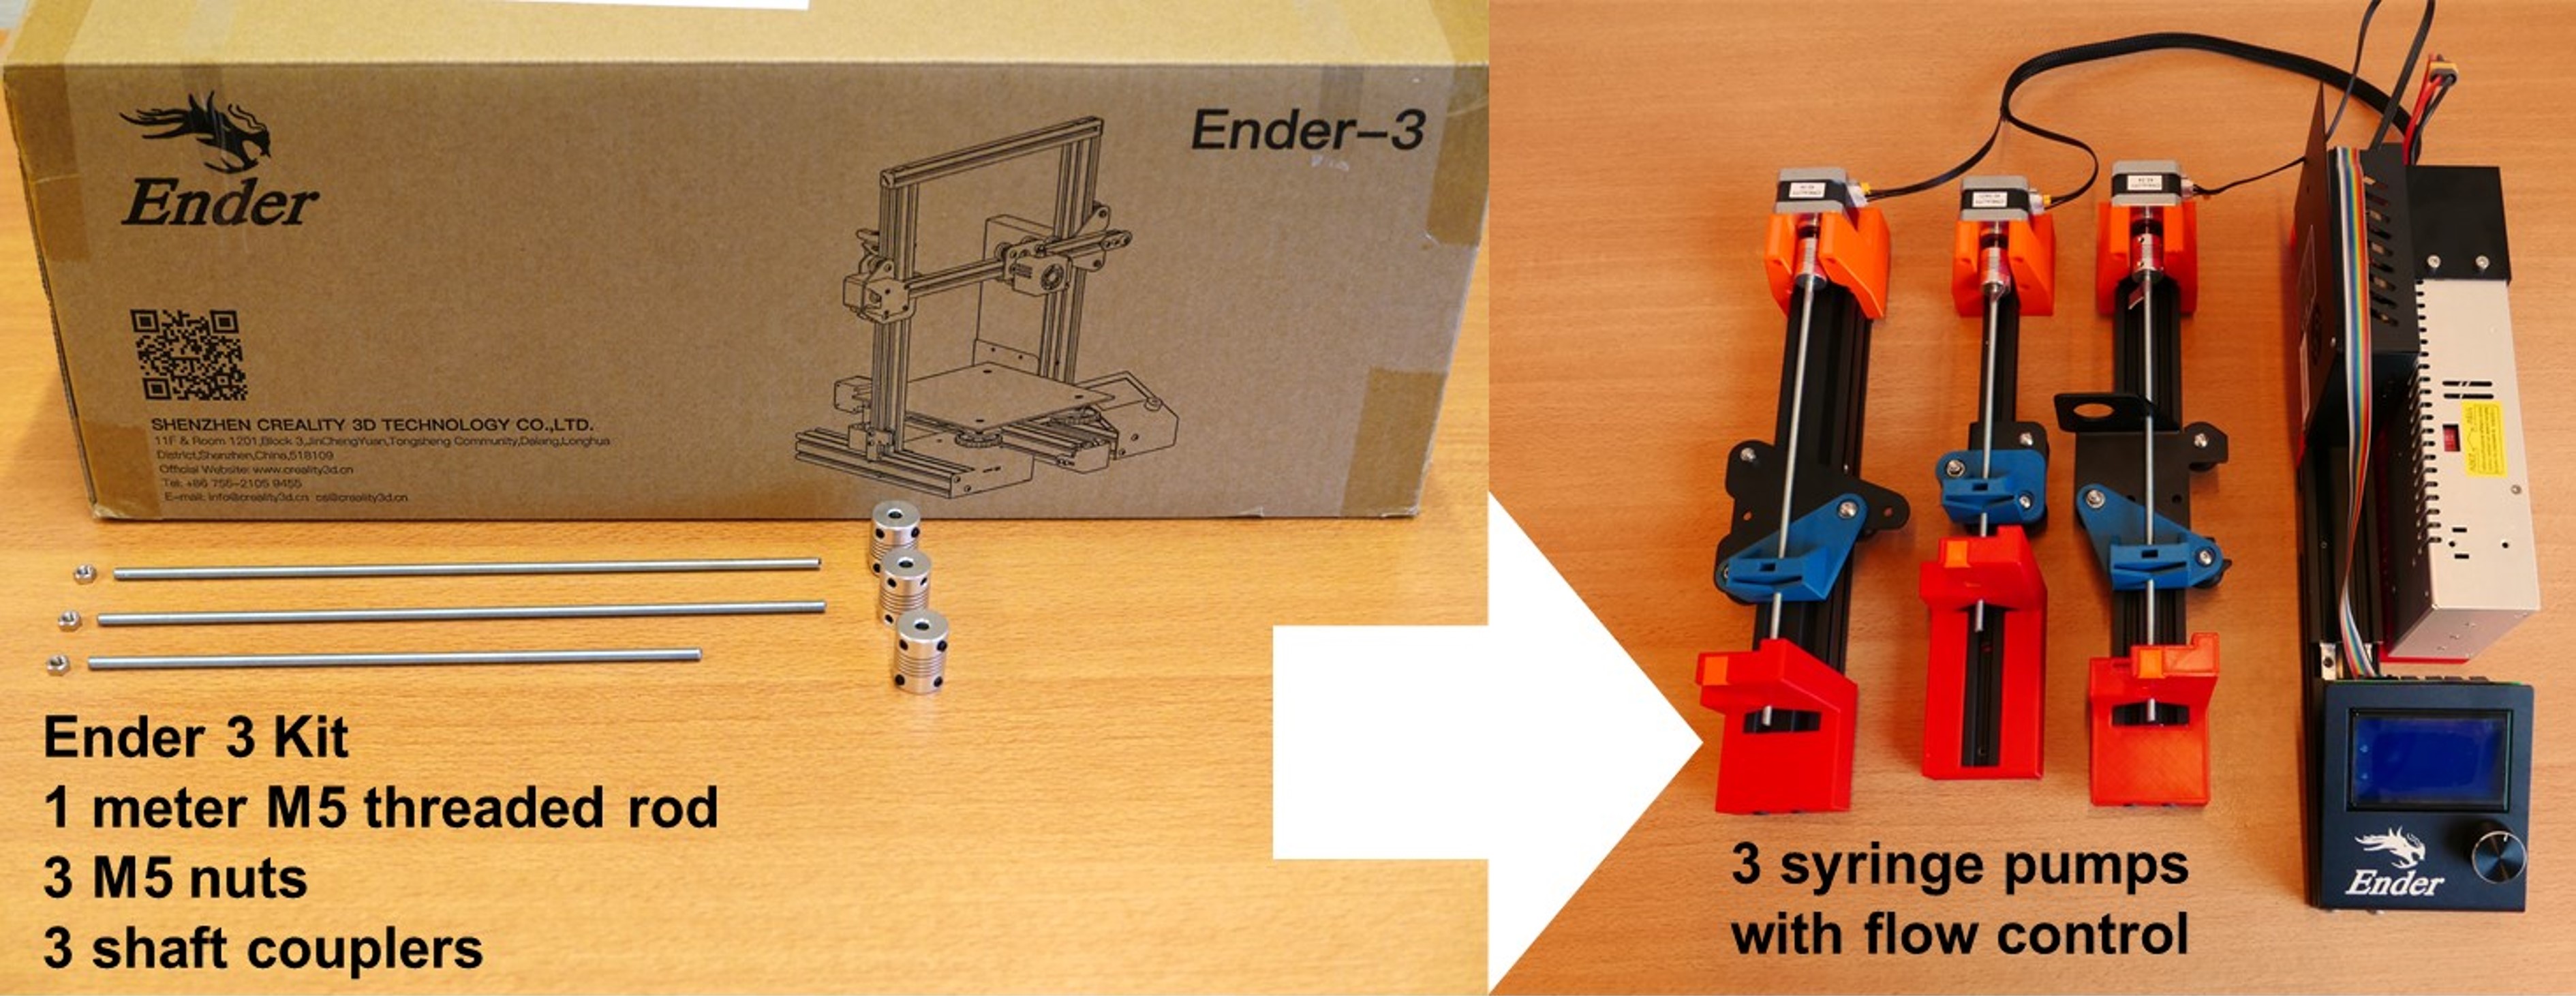 Ender
Ender-3
SHENZHEN CREALITY 3D TECHNOLOGY CO.,LTD.
11F & Room 1201,Block 3,JinChengYuan,Tongsheng Community,Dalang,Longhua
District,Shenzhen,China,518109
Official Website: www.creality3d.cn
Tel: +86 755-2105 9455
E-mail: info@creality3d.cn cs@creality3d.cn
Ender 3 Kit
1 meter M5 threaded rod
3 M5 nuts
3 shaft couplers
3 syringe pumps
with flow control
Ender